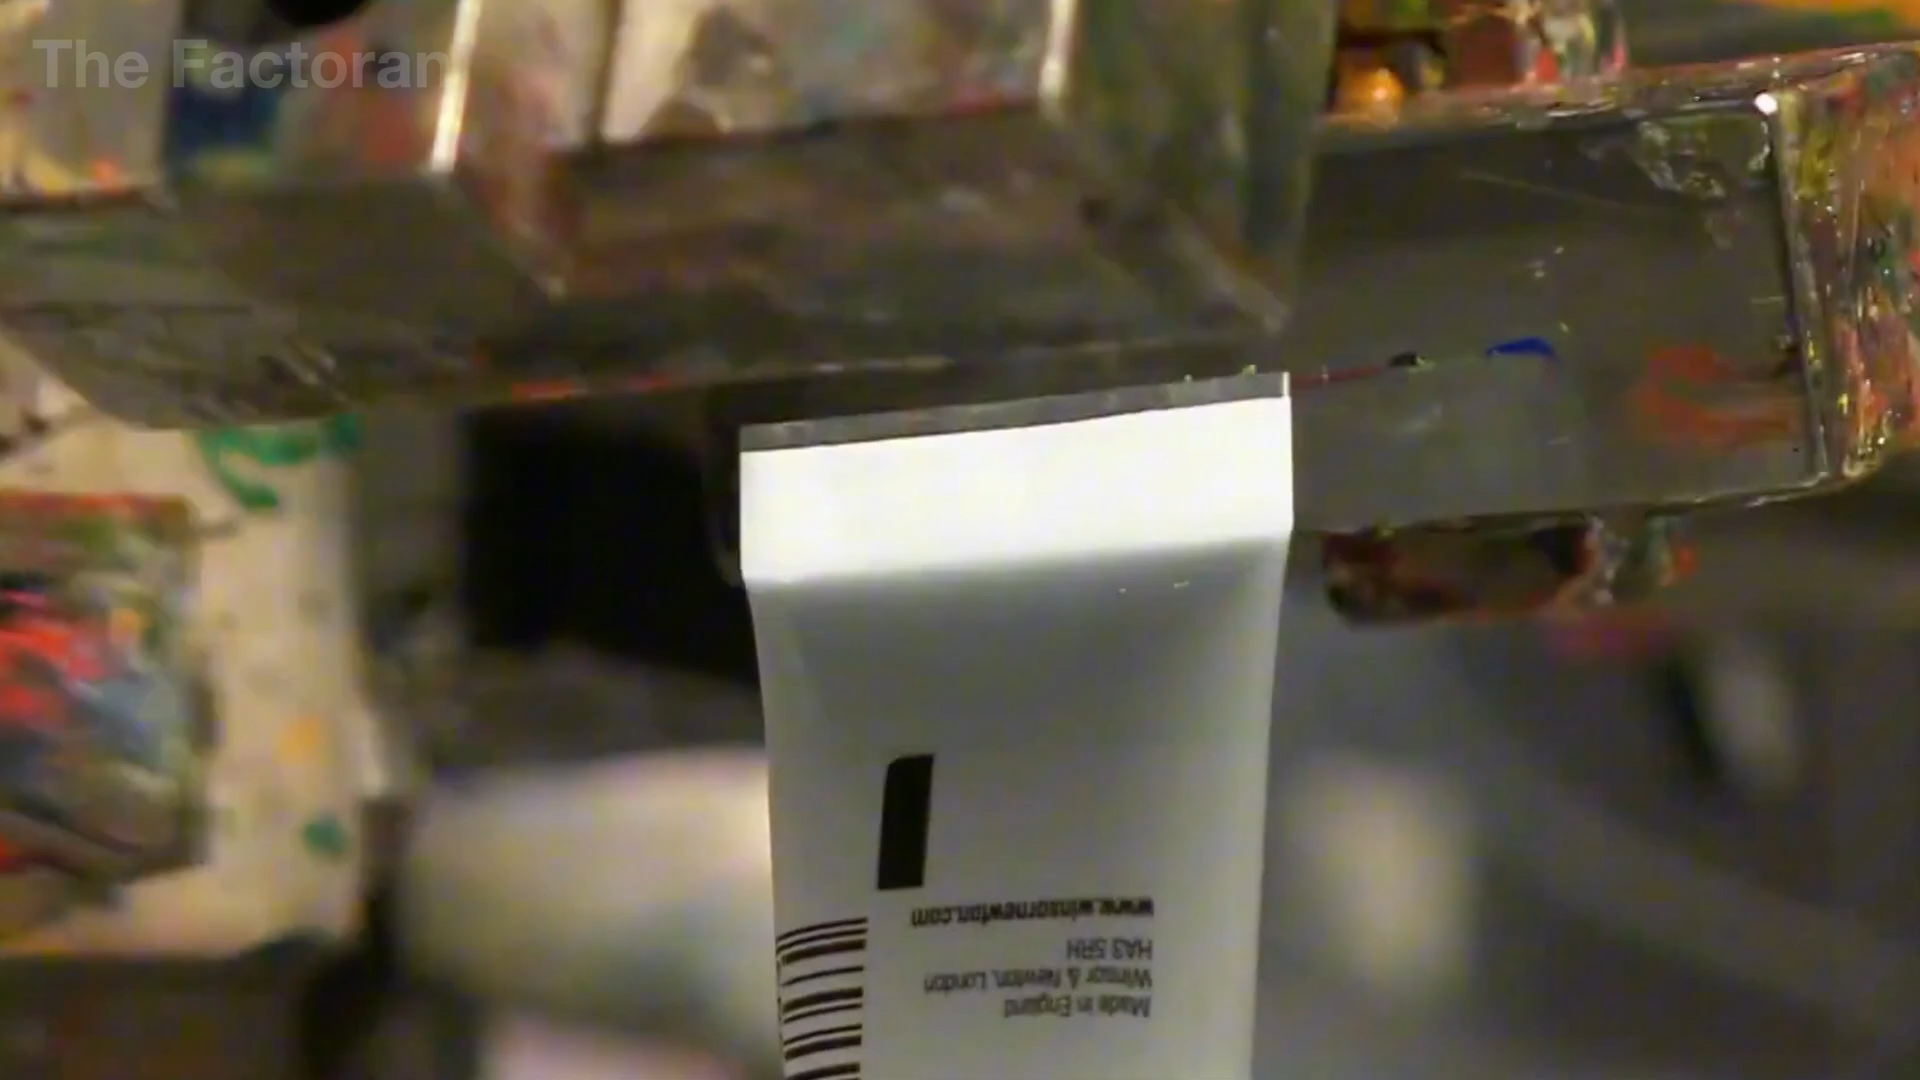 The Factoran
Made in England
Winsor & Newton, London
HA3 5RH
www.winsornewton.com